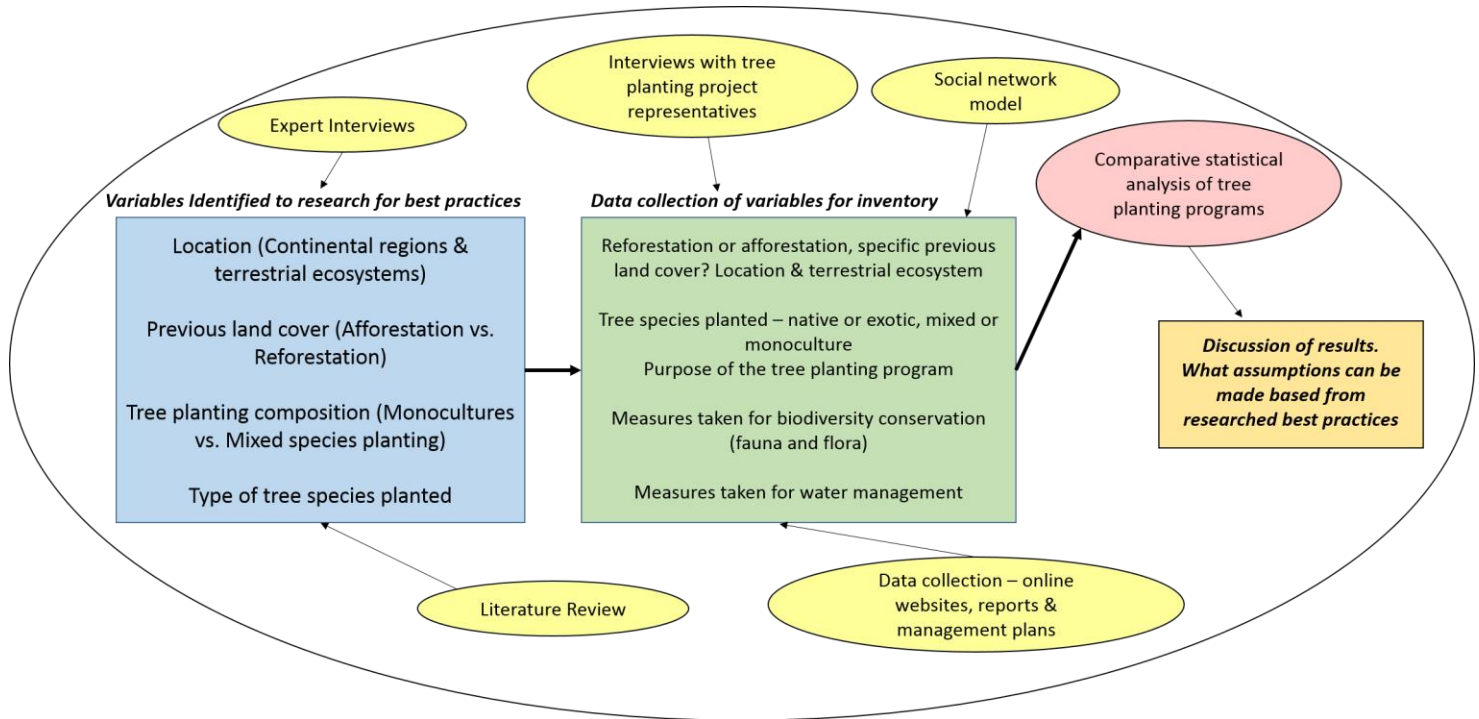 Interviews with tree
planting project
representatives
Social network
model
Expert Interviews
Comparative statistical
analysis of tree
planting programs
Variables Identified to research for best practices
Data collection of variables for inventory
Location (Continental regions &
terrestrial ecosystems)
Previous land cover (Afforestation vs.
Reforestation)
Tree planting composition (Monocultures
vs. Mixed species planting)
Type of tree species planted
Reforestation or afforestation, specific previous
land cover? Location & terrestrial ecosystem
Tree species planted – native or exotic, mixed or
monoculture
Purpose of the tree planting program
Measures taken for biodiversity conservation
(fauna and flora)
Measures taken for water management
Discussion of results.
What assumptions can be
made based from
researched best practices
Literature Review
Data collection – online
websites, reports &
management plans